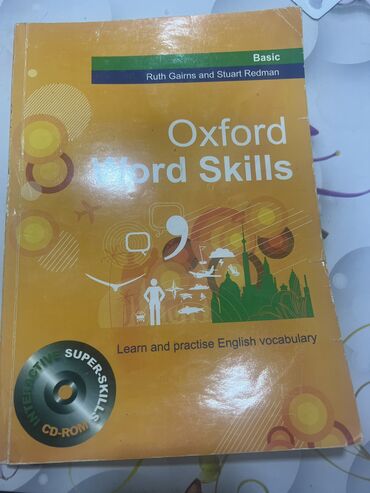 Basic
Ruth Gairns and Stuart Redman
Oxford
Word Skills
Learn and practise English vocabulary
INTERACTIVE SUPER-SKILLS
CD-ROM